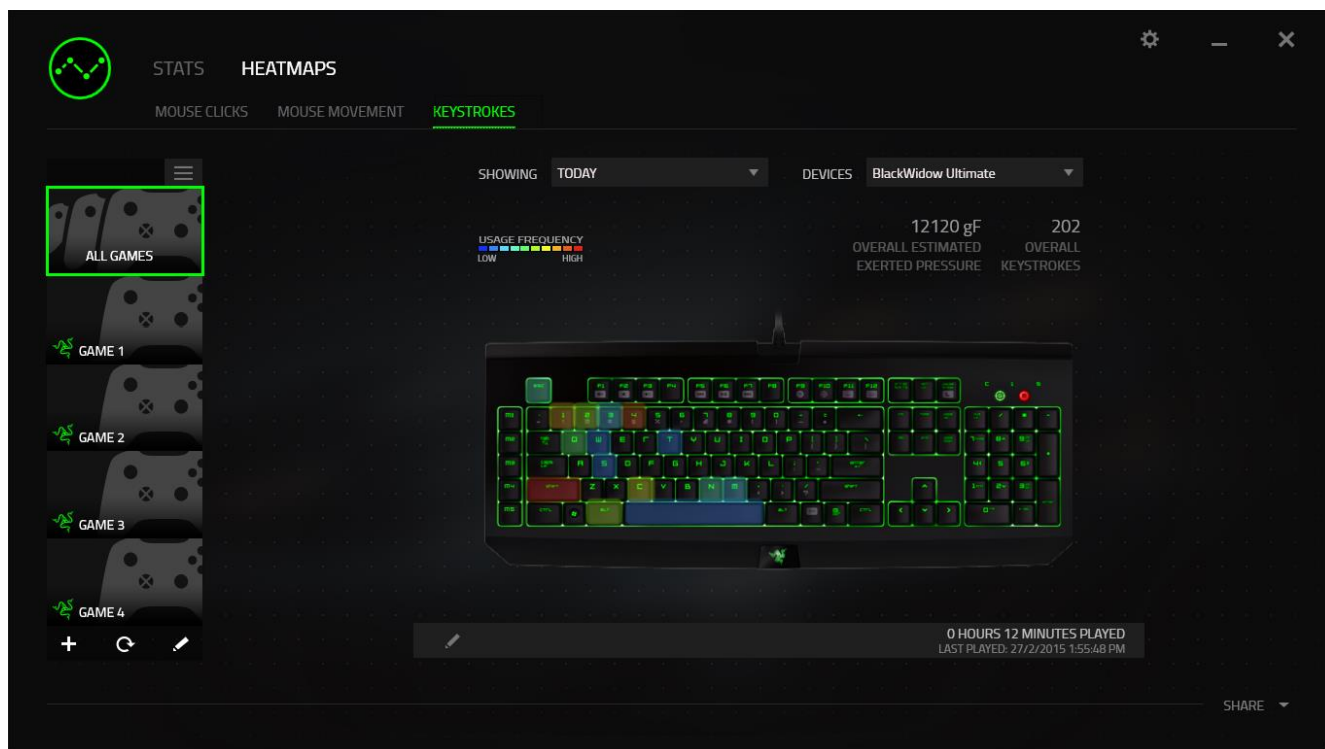 STATS HEATMAPS
MOUSE CLICKS MOUSE MOVEMENT KEYSTROKES
SHOWING TODAY DEVICES BlackWidow Ultimate
ALL GAMES
GAME 1
GAME 2
GAME 3
GAME 4
USAGE FREQUENCY
LOW HIGH
12120 gF 202
OVERALL ESTIMATED OVERALL
EXERTED PRESSURE KEYSTROKES
0 HOURS 12 MINUTES PLAYED
LAST PLAYED: 27/2/2015 1:55:48 PM
SHARE